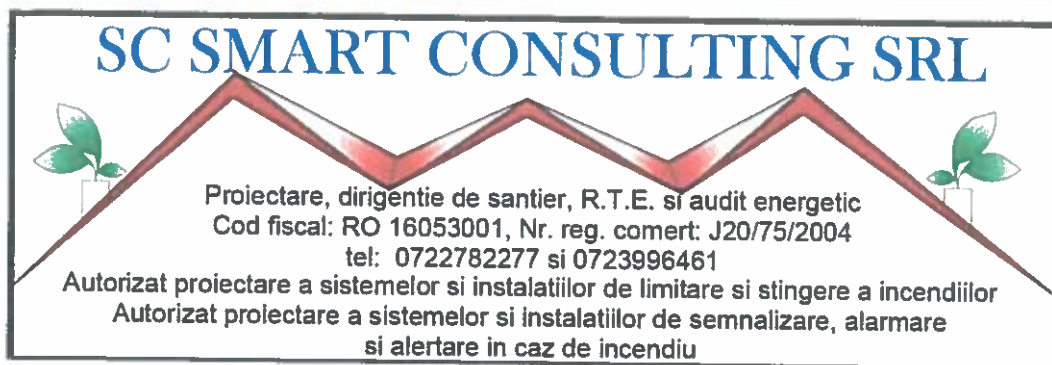 SC SMART CONSULTING SRL
Proiectare, dirigentie de santier, R.T.E. si audit energetic
Cod fiscal: RO 16053001, Nr. reg. comert: J20/75/2004
tel: 0722782277 si 0723996461
Autorizat proiectare a sistemelor si instalatiilor de limitare si stingere a incendiilor
Autorizat proiectare a sistemelor si instalatiilor de semnalizare, alarmare
si alertare in caz de incendiu